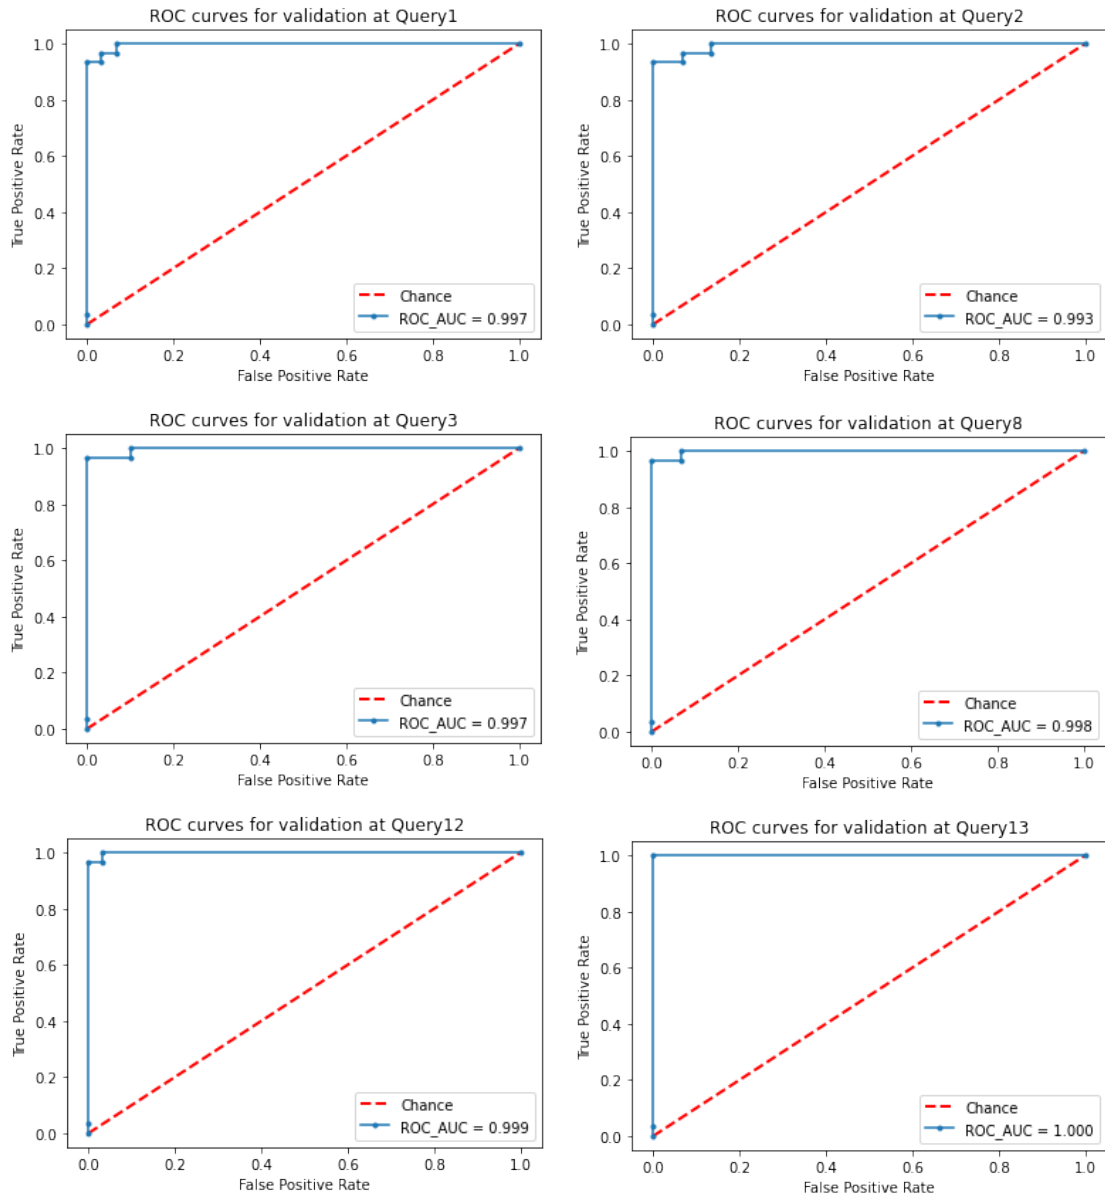 ROC curves for validation at Query1
True Positive Rate
1.0
0.8
0.6
0.4
0.2
0.0
Chance
ROC_AUC = 0.997
0.0 0.2 0.4 0.6 0.8 1.0
False Positive Rate
ROC curves for validation at Query2
True Positive Rate
1.0
0.8
0.6
0.4
0.2
0.0
Chance
ROC_AUC = 0.993
0.0 0.2 0.4 0.6 0.8 1.0
False Positive Rate
ROC curves for validation at Query3
True Positive Rate
1.0
0.8
0.6
0.4
0.2
0.0
Chance
ROC_AUC = 0.997
0.0 0.2 0.4 0.6 0.8 1.0
False Positive Rate
ROC curves for validation at Query8
True Positive Rate
1.0
0.8
0.6
0.4
0.2
0.0
Chance
ROC_AUC = 0.998
0.0 0.2 0.4 0.6 0.8 1.0
False Positive Rate
ROC curves for validation at Query12
True Positive Rate
1.0
0.8
0.6
0.4
0.2
0.0
Chance
ROC_AUC = 0.999
0.0 0.2 0.4 0.6 0.8 1.0
False Positive Rate
ROC curves for validation at Query13
True Positive Rate
1.0
0.8
0.6
0.4
0.2
0.0
Chance
ROC_AUC = 1.000
0.0 0.2 0.4 0.6 0.8 1.0
False Positive Rate